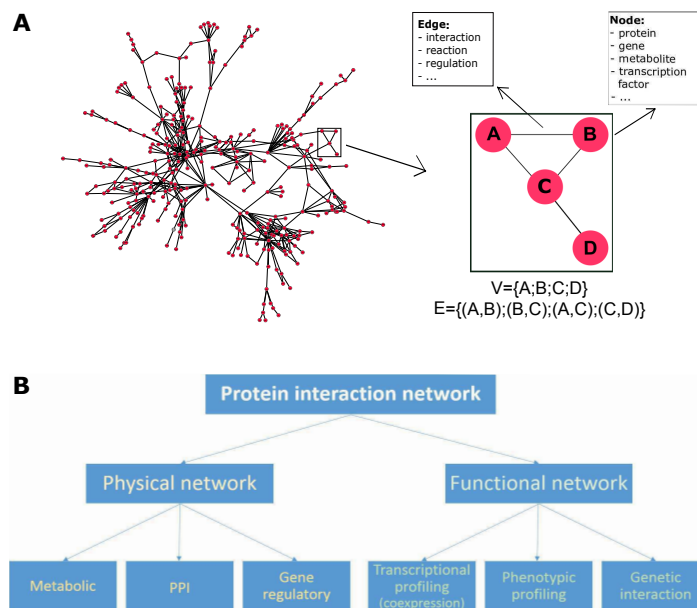 A
Edge:
- interaction
- reaction
- regulation
- ...
Node:
- protein
- gene
- metabolite
- transcription
factor
- ...
A
B
C
D
V={A;B;C;D}
E={(A,B);(B,C);(A,C);(C,D)}
B
Protein interaction network
Physical network
Functional network
Metabolic
PPI
Gene
regulatory
Transcriptional
profiling
(coexpression)
Phenotypic
profiling
Genetic
interaction